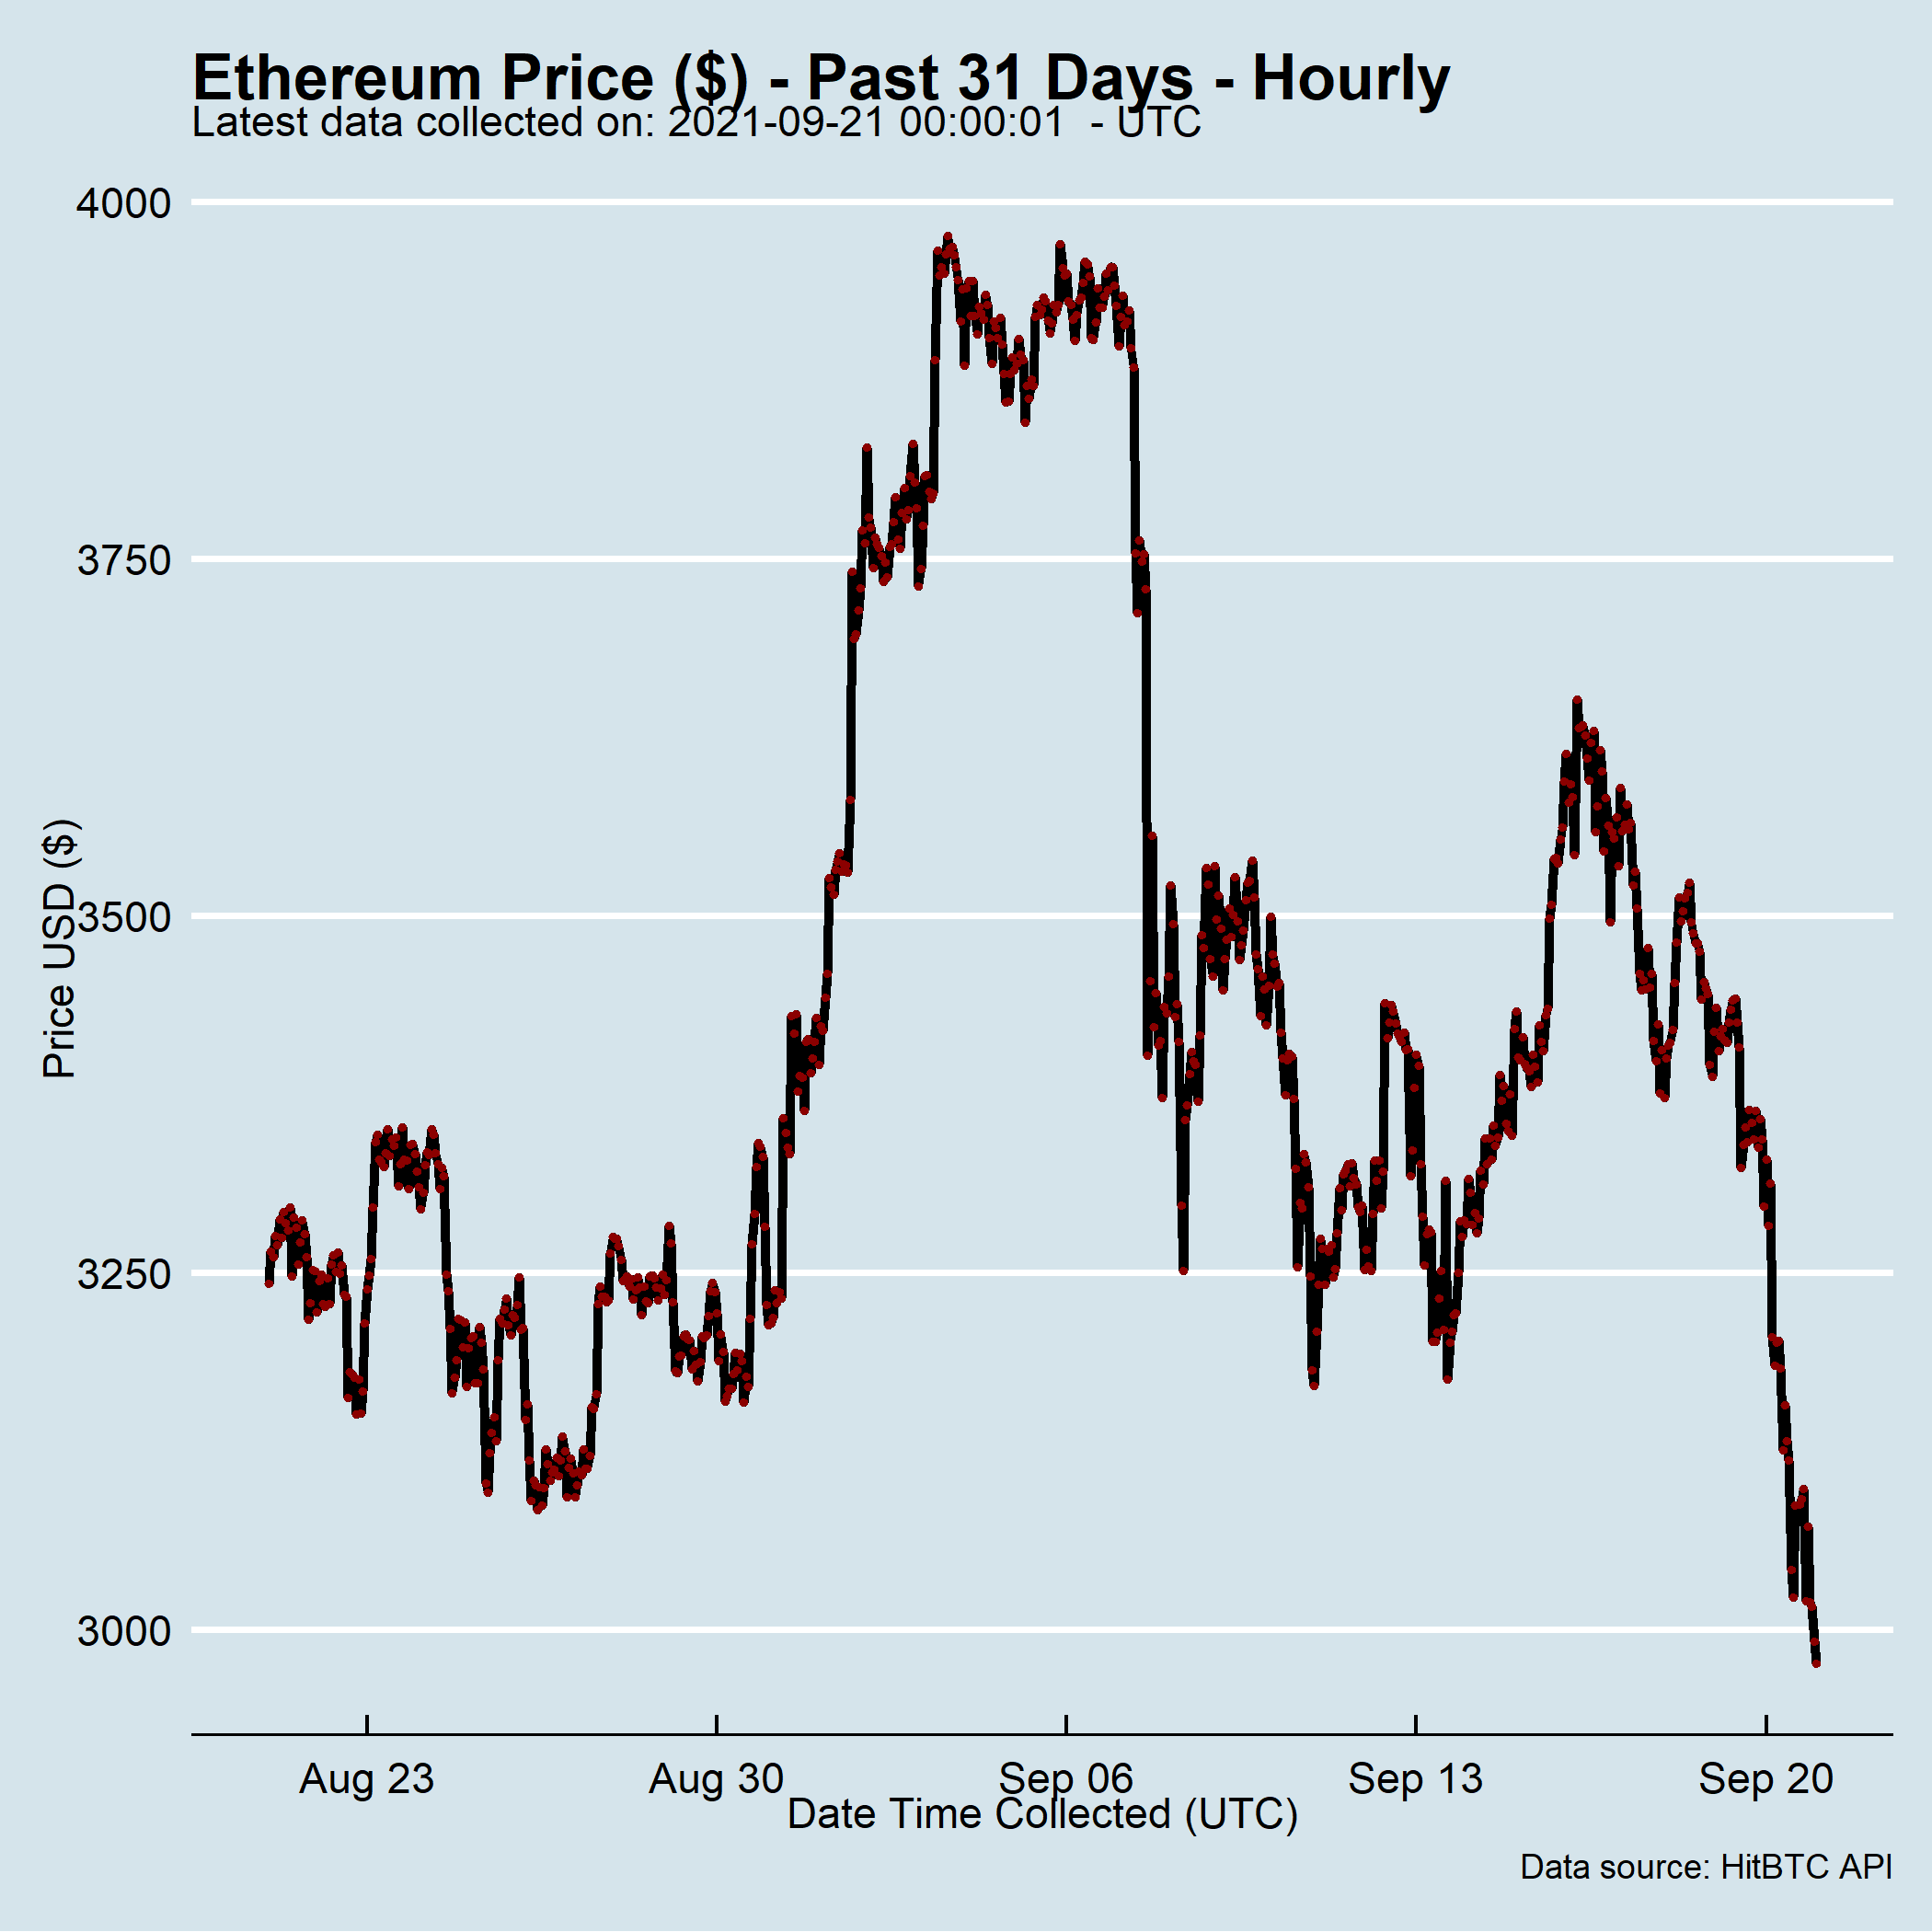 Ethereum Price ($) - Past 31 Days - Hourly
Latest data collected on: 2021-09-21 00:00:01  - UTC
4000
3750
3500
3250
3000
Price USD ($)
Aug 23
Aug 30
Sep 06
Sep 13
Sep 20
Date Time Collected (UTC)
Data source: HitBTC API